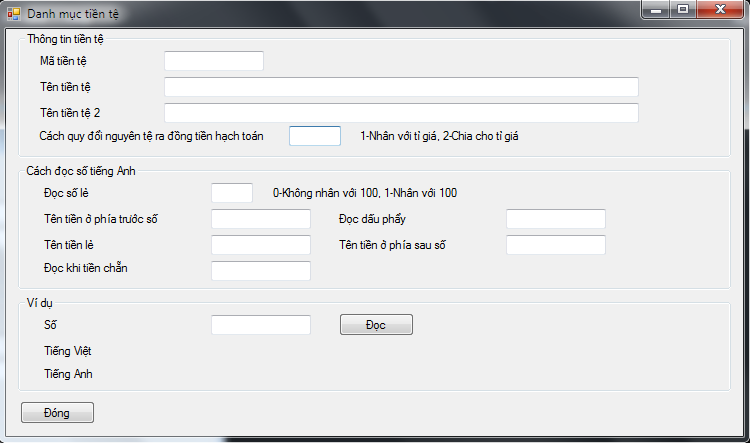 Danh mục tiền tệ
Thông tin tiền tệ
Mã tiền tệ
Tên tiền tệ
Tên tiền tệ 2
Cách quy đổi nguyên tệ ra đồng tiền hạch toán 1-Nhân với tỉ giá, 2-Chia cho tỉ giá
Cách đọc số tiếng Anh
Đọc số lẻ 0-Không nhân với 100, 1-Nhân với 100
Tên tiền ở phía trước số Đọc dấu phẩy
Tên tiền lẻ Tên tiền ở phía sau số
Đọc khi tiền chẵn
Ví dụ
Số Đọc
Tiếng Việt
Tiếng Anh
Đóng